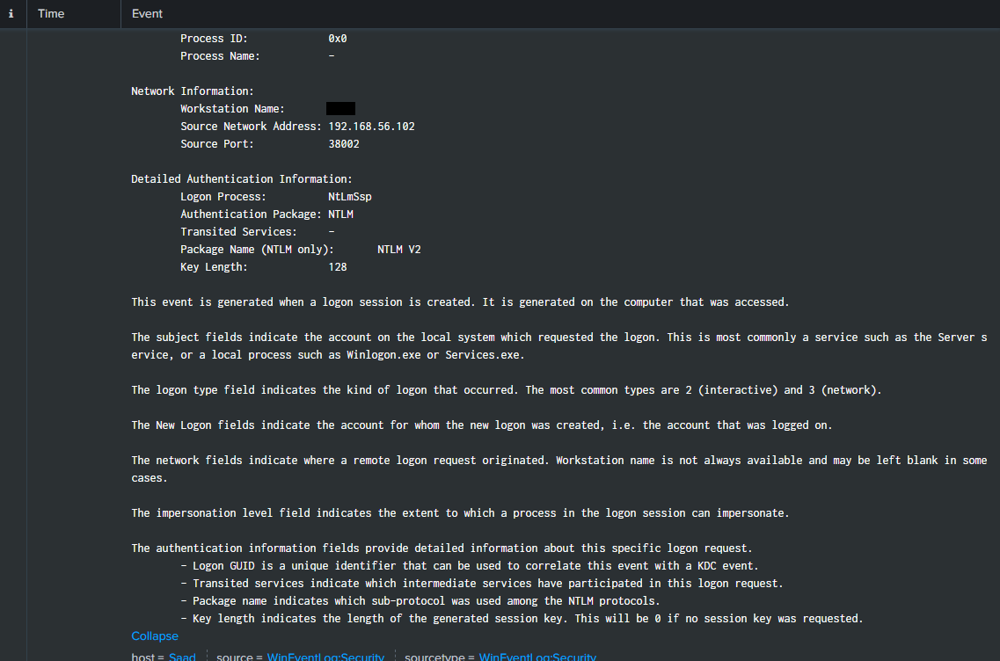 i Time Event
Process ID: 0x0
Process Name: -
Network Information:
Workstation Name:
Source Network Address: 192.168.56.102
Source Port: 38002
Detailed Authentication Information:
Logon Process: NtLmSsp
Authentication Package: NTLM
Transited Services: -
Package Name (NTLM only): NTLM V2
Key Length: 128
This event is generated when a logon session is created. It is generated on the computer that was accessed.
The subject fields indicate the account on the local system which requested the logon. This is most commonly a service such as the Server s
ervice, or a local process such as Winlogon.exe or Services.exe.
The logon type field indicates the kind of logon that occurred. The most common types are 2 (interactive) and 3 (network).
The New Logon fields indicate the account for whom the new logon was created, i.e. the account that was logged on.
The network fields indicate where a remote logon request originated. Workstation name is not always available and may be left blank in some
cases.
The impersonation level field indicates the extent to which a process in the logon session can impersonate.
The authentication information fields provide detailed information about this specific logon request.
- Logon GUID is a unique identifier that can be used to correlate this event with a KDC event.
- Transited services indicate which intermediate services have participated in this logon request.
- Package name indicates which sub-protocol was used among the NTLM protocols.
- Key length indicates the length of the generated session key. This will be 0 if no session key was requested.
Collapse
host = Saad source = WinEventLog:Security sourcetype = WinEventLog:Security